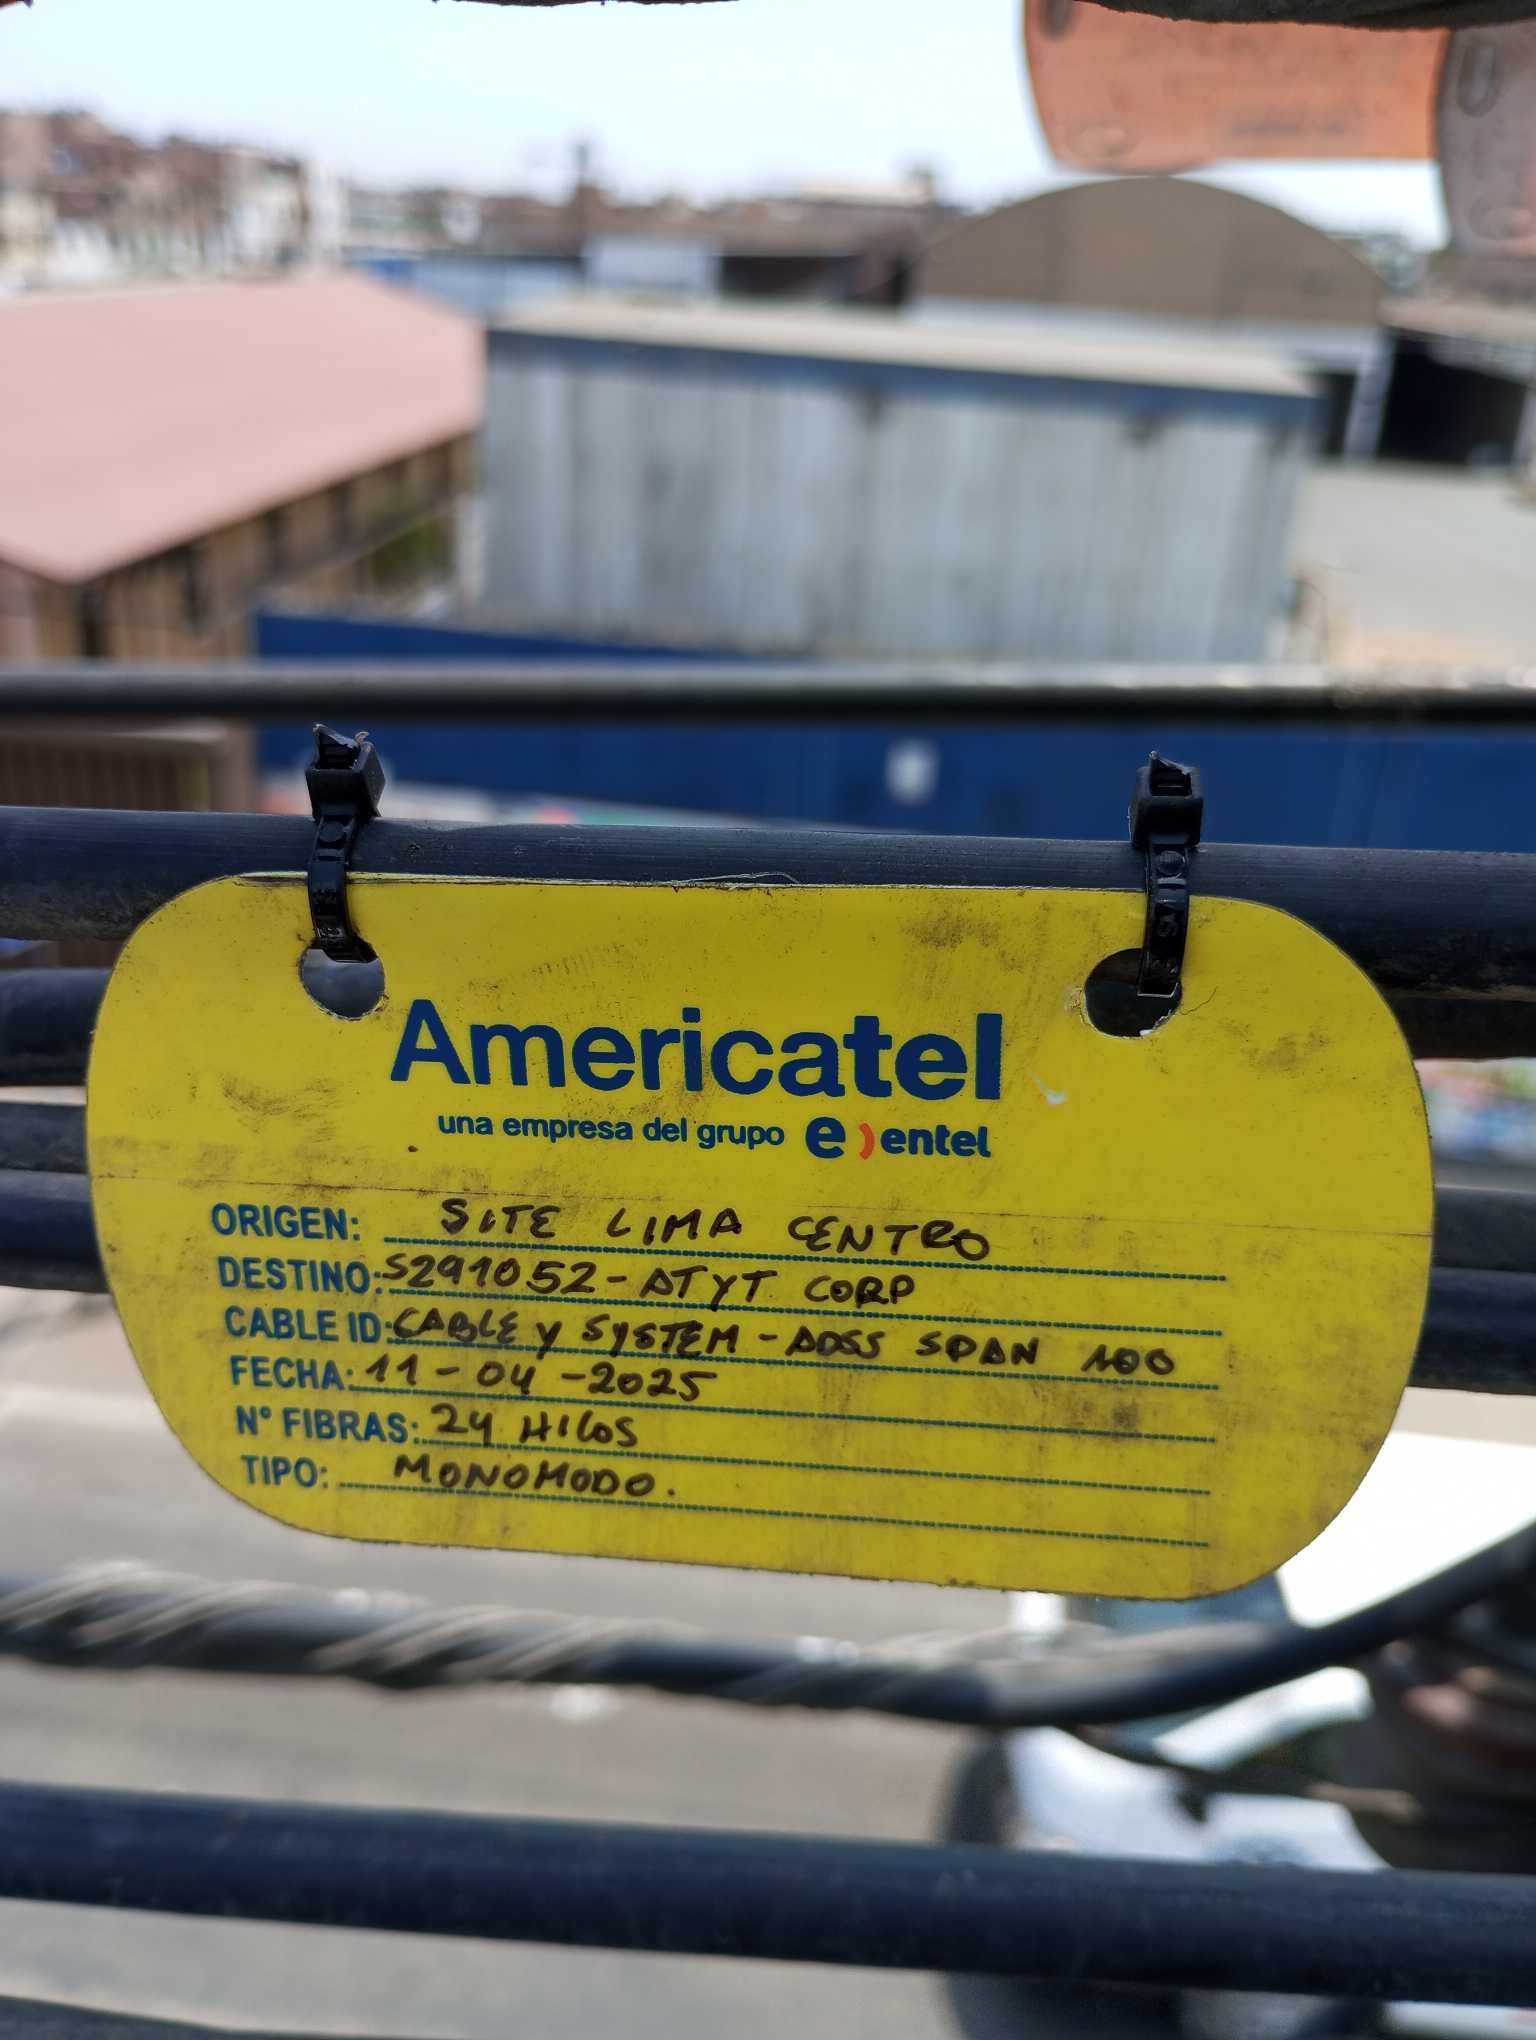 Americatel
una empresa del grupo e) entel
ORIGEN: SITE LIMA CENTRO
DESTINO: S291052 - ATYT CORP
CABLE ID: CABLE Y SYSTEM - ADSS SPAN 100
FECHA: 11-04-2025
N° FIBRAS: 24 HILOS
TIPO: MONOMODO.